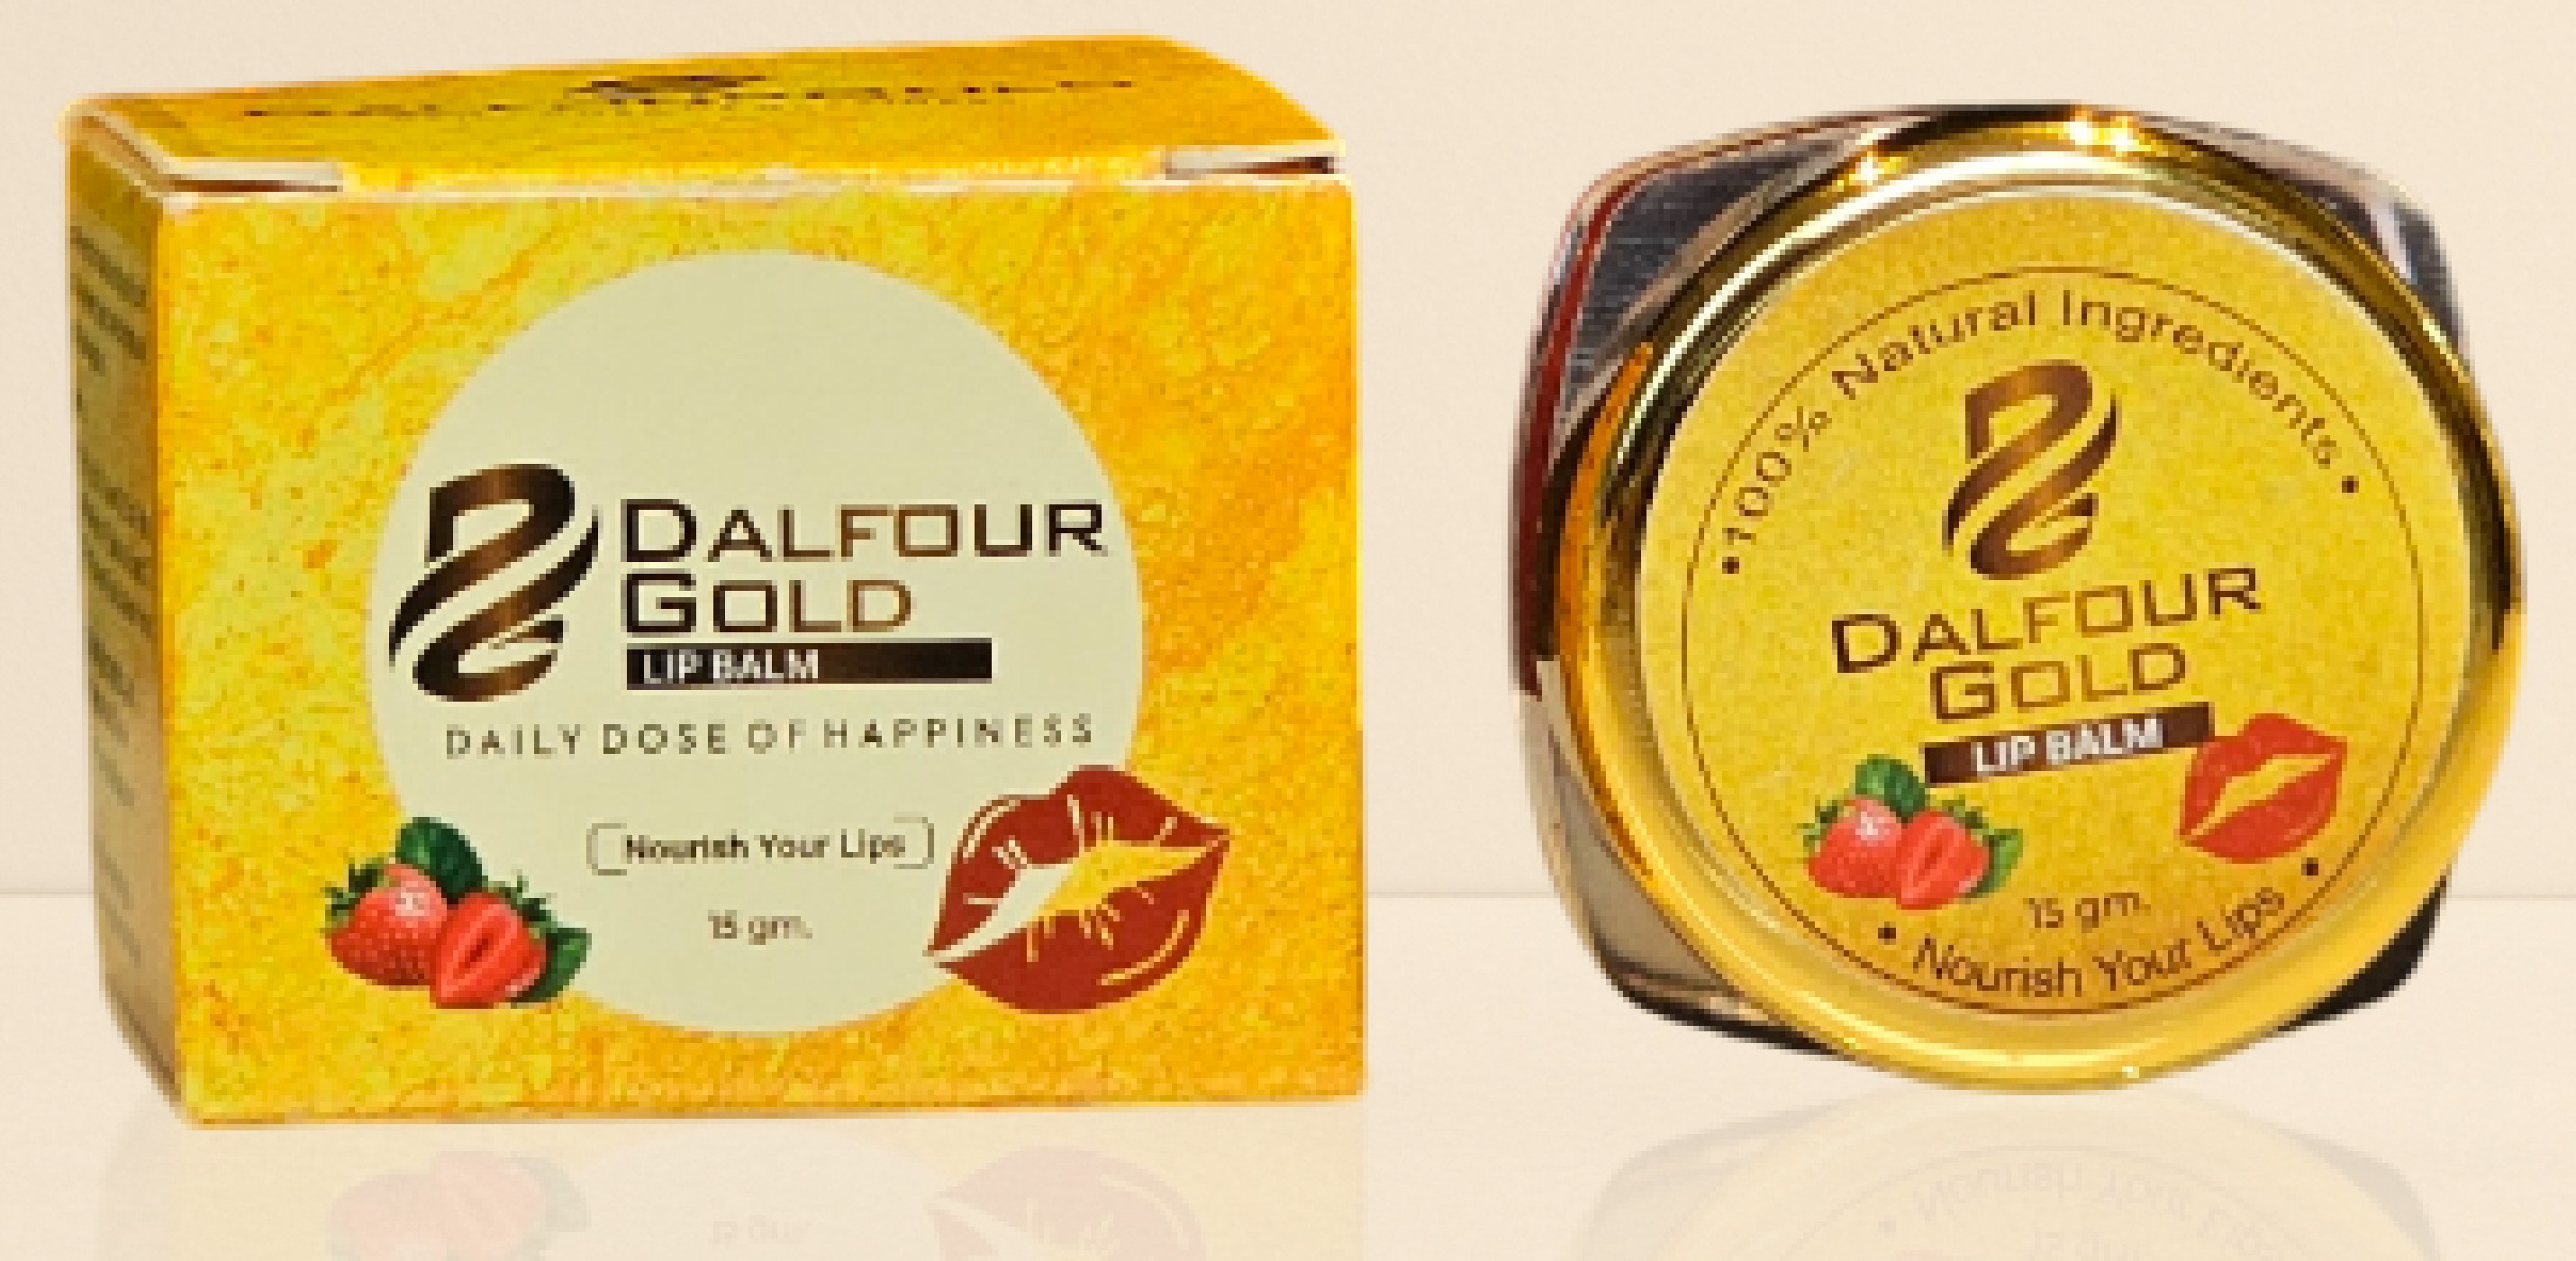 DALFOUR
GOLD
LIP BALM
DAILY DOSE OF HAPPINESS
Nourish Your Lips
15 gm.
100% Natural Ingredients
DALFOUR
GOLD
LIP BALM
15 gm.
Nourish Your Lips